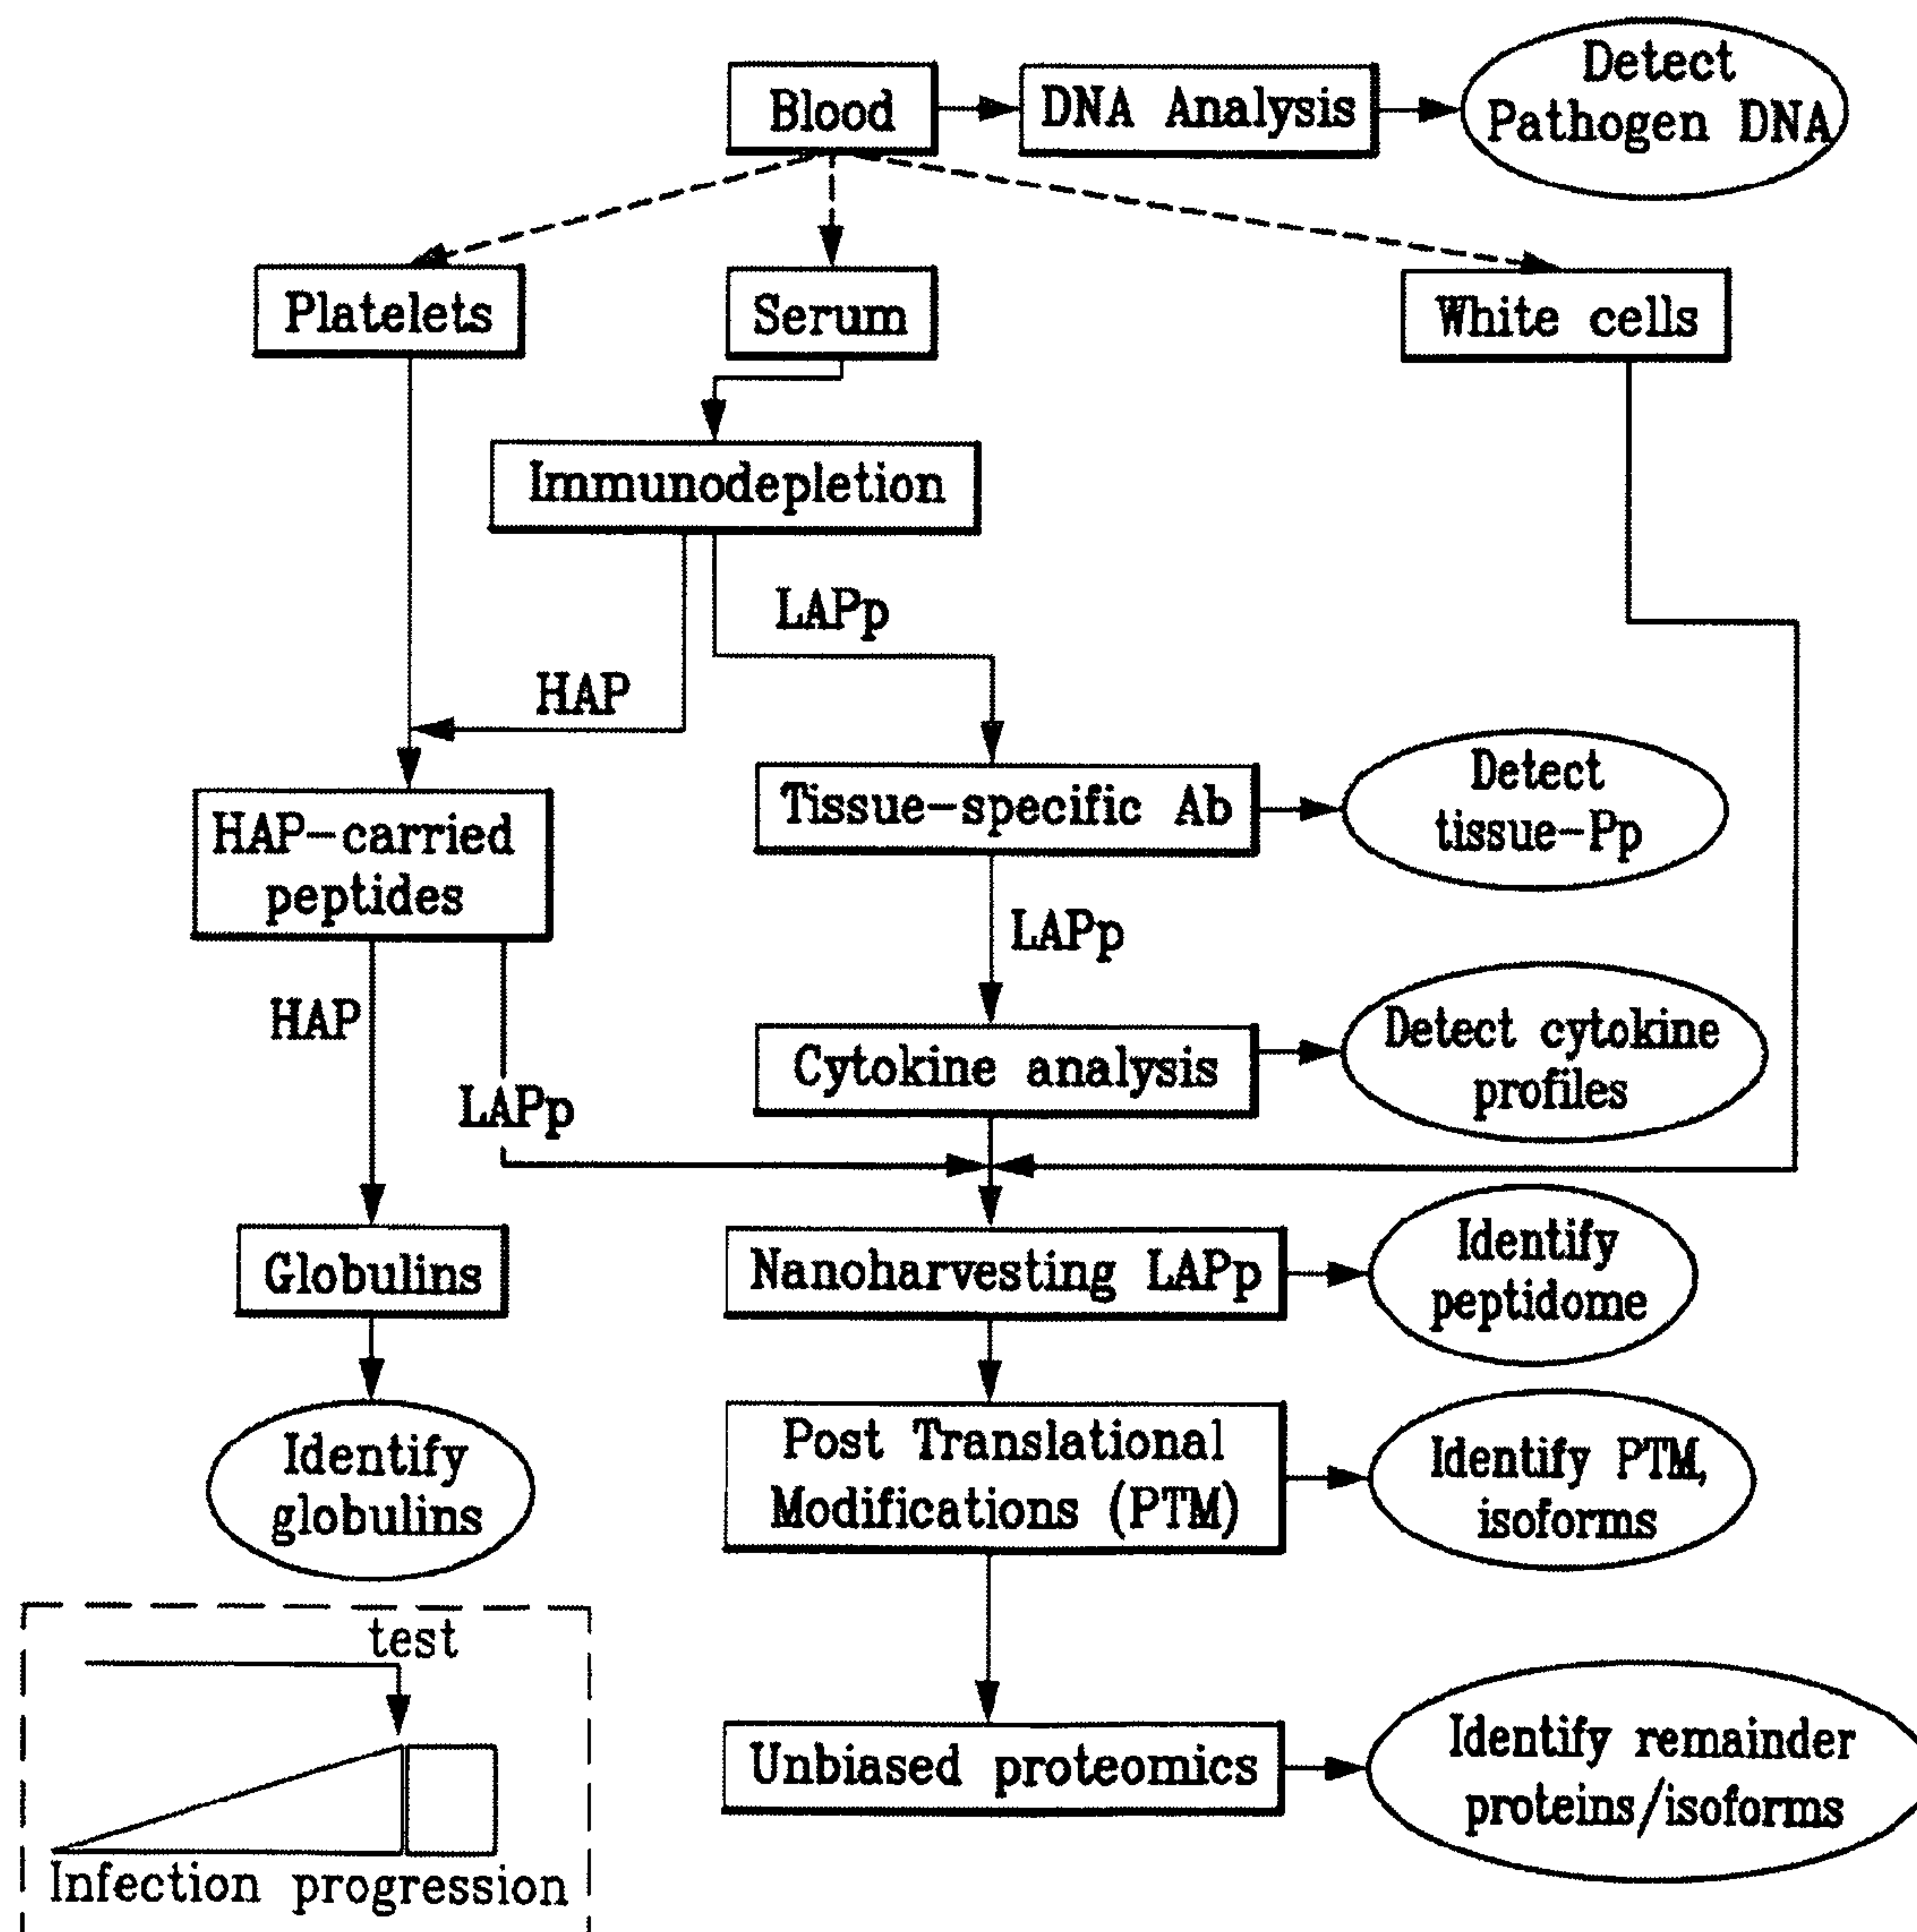 Blood
DNA Analysis
Detect
Pathogen DNA
Platelets
Serum
White cells
Immunodepletion
LAPp
HAP
HAP-carried
peptides
Tissue-specific Ab
Detect
tissue-Pp
LAPp
HAP
LAPp
Cytokine analysis
Detect cytokine
profiles
Globulins
Nanoharvesting LAPp
Identify
peptidome
Identify
globulins
Post Translational
Modifications (PTM)
Identify PTM,
isoforms
test
Infection progression
Unbiased proteomics
Identify remainder
proteins/isoforms